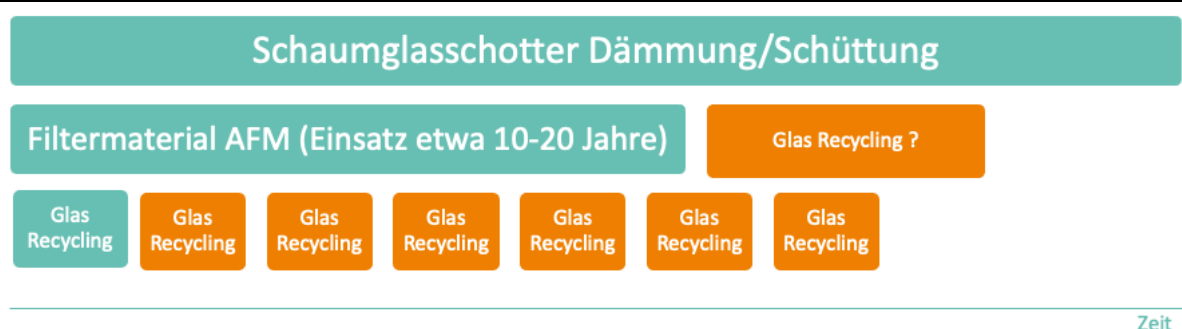 Schaumglasschotter Dämmung/Schüttung
Filtermaterial AFM (Einsatz etwa 10-20 Jahre)
Glas Recycling ?
Glas
Recycling
Glas
Recycling
Glas
Recycling
Glas
Recycling
Glas
Recycling
Glas
Recycling
Glas
Recycling
Zeit